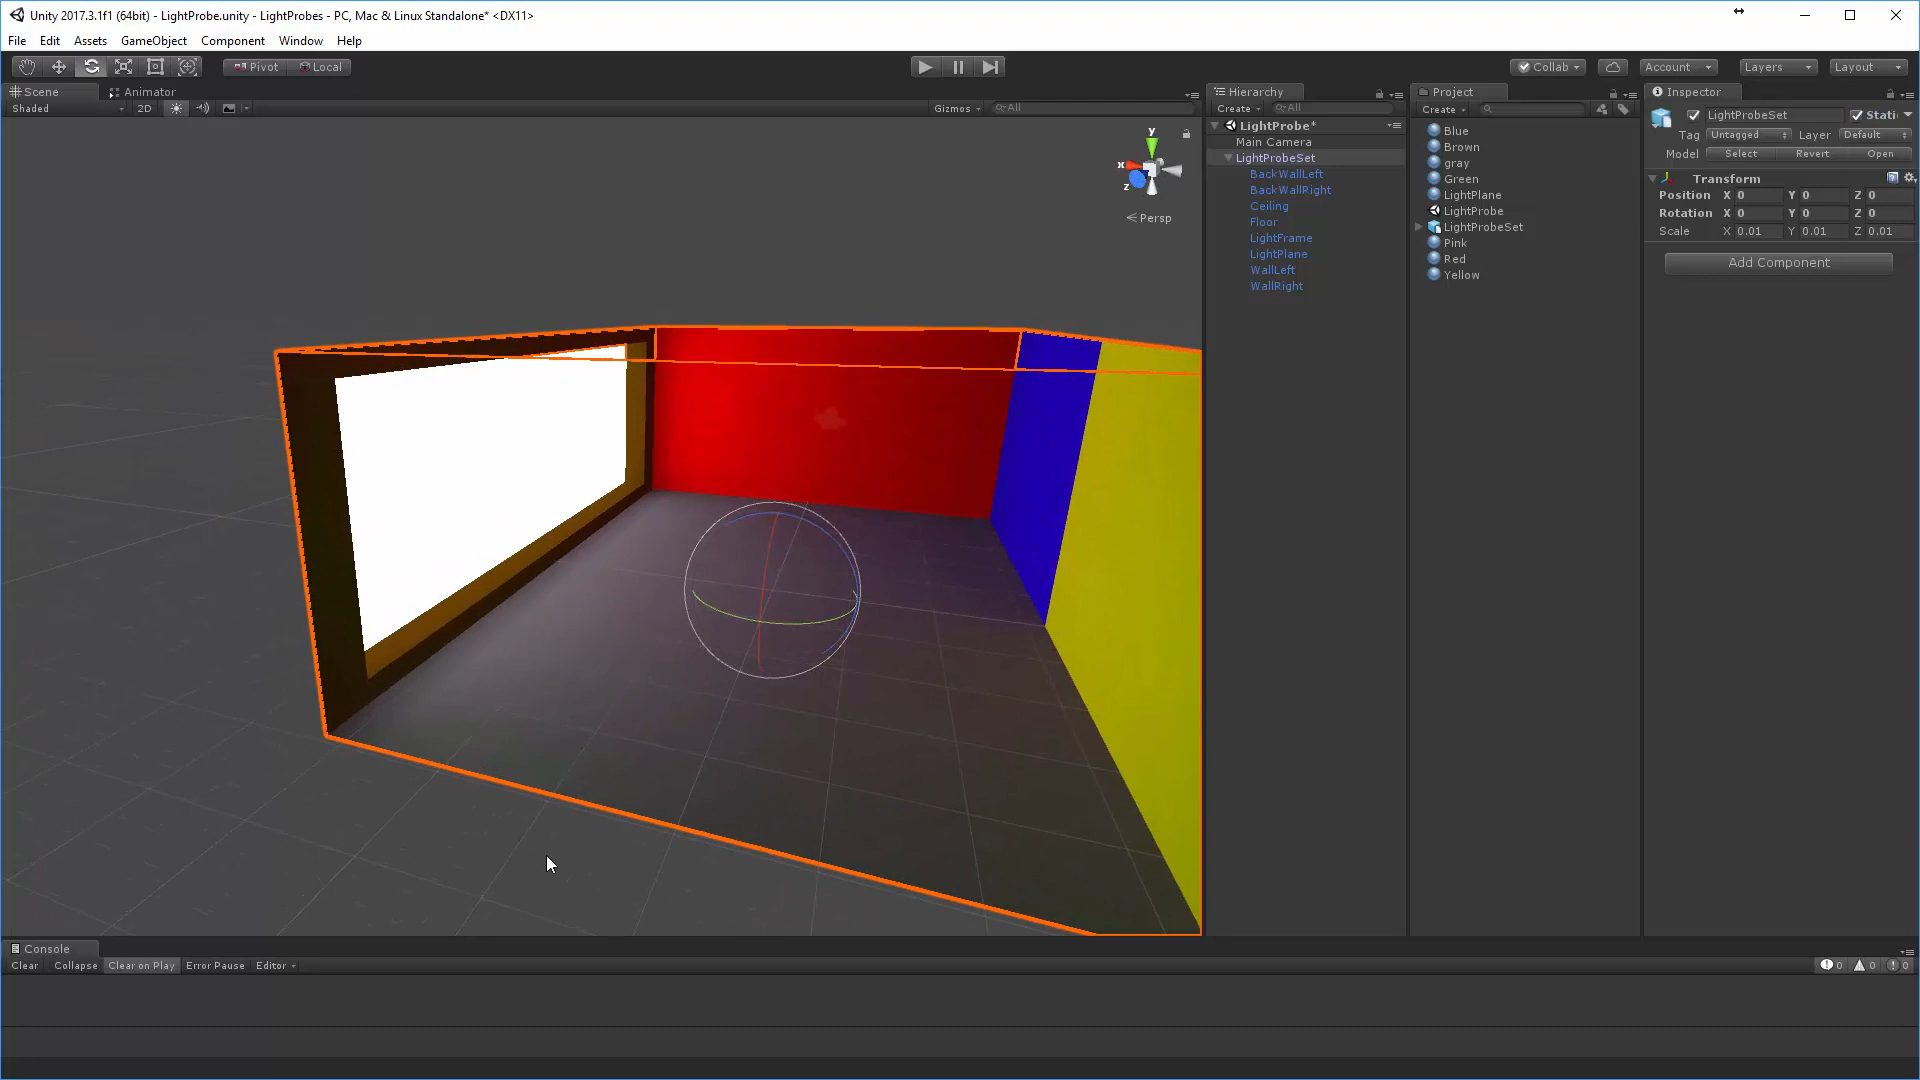 Unity 2017.3.1f1 (64bit) - LightProbe.unity - LightProbes - PC, Mac & Linux Standalone* <DX11>
File Edit Assets GameObject Component Window Help
Pivot Local Collab Account Layers Layout
Scene Animator
Shaded 2D Gizmos All
y
x
z
Persp
Hierarchy
Create All
LightProbe*
Main Camera
LightProbeSet
BackWallLeft
BackWallRight
Ceiling
Floor
LightFrame
LightPlane
WallLeft
WallRight
Project
Create
Blue
Brown
gray
Green
LightPlane
LightProbe
LightProbeSet
Pink
Red
Yellow
Inspector
LightProbeSet Stati
Tag Untagged Layer Default
Model Select Revert Open
Transform
Position X 0 Y 0 Z 0
Rotation X 0 Y 0 Z 0
Scale X 0.01 Y 0.01 Z 0.01
Add Component
Console
Clear Collapse Clear on Play Error Pause Editor 0 0 0